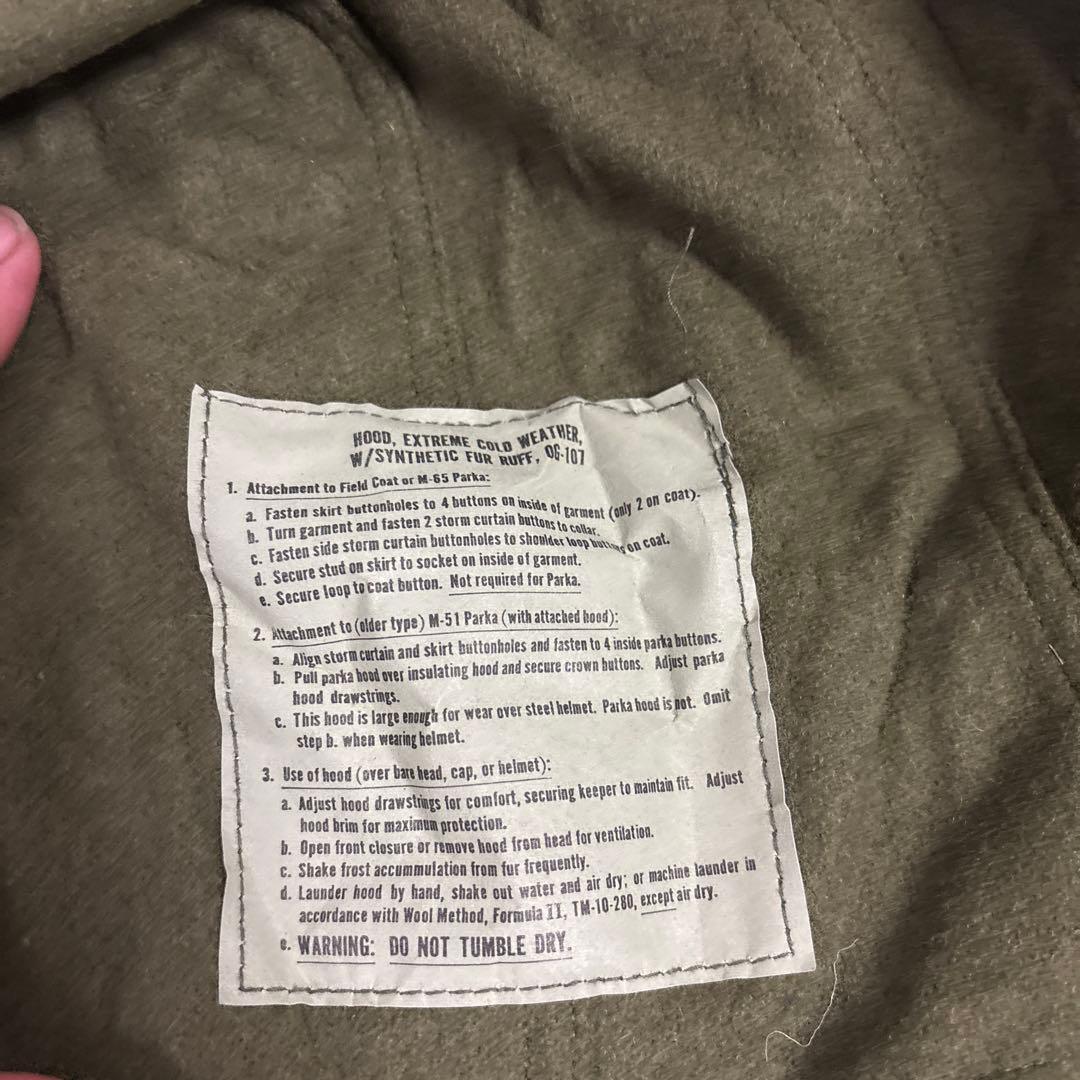 HOOD, EXTREME COLD WEATHER,
W/SYNTHETIC FUR RUFF, OG-107
1. Attachment to Field Coat or M-65 Parka:
a. Fasten skirt buttonholes to 4 buttons on inside of garment (only 2 on coat).
b. Turn garment and fasten 2 storm curtain buttons to collar.
c. Fasten side storm curtain buttonholes to shoulder loop buttons on coat.
d. Secure stud on skirt to socket on inside of garment.
e. Secure loop to coat button. Not required for Parka.
2. Attachment to (older type) M-51 Parka (with attached hood):
a. Align storm curtain and skirt buttonholes and fasten to 4 inside parka buttons.
b. Pull parka hood over insulating hood and secure crown buttons. Adjust parka
hood drawstrings.
c. This hood is large enough for wear over steel helmet. Parka hood is not. Omit
step b. when wearing helmet.
3. Use of hood (over bare head, cap, or helmet):
a. Adjust hood drawstrings for comfort, securing keeper to maintain fit. Adjust
hood brim for maximum protection.
b. Open front closure or remove hood from head for ventilation.
c. Shake frost accummulation from fur frequently.
d. Launder hood by hand, shake out water and air dry; or machine launder in
accordance with Wool Method, Formula II, TM-10-280, except air dry.
e. WARNING: DO NOT TUMBLE DRY.